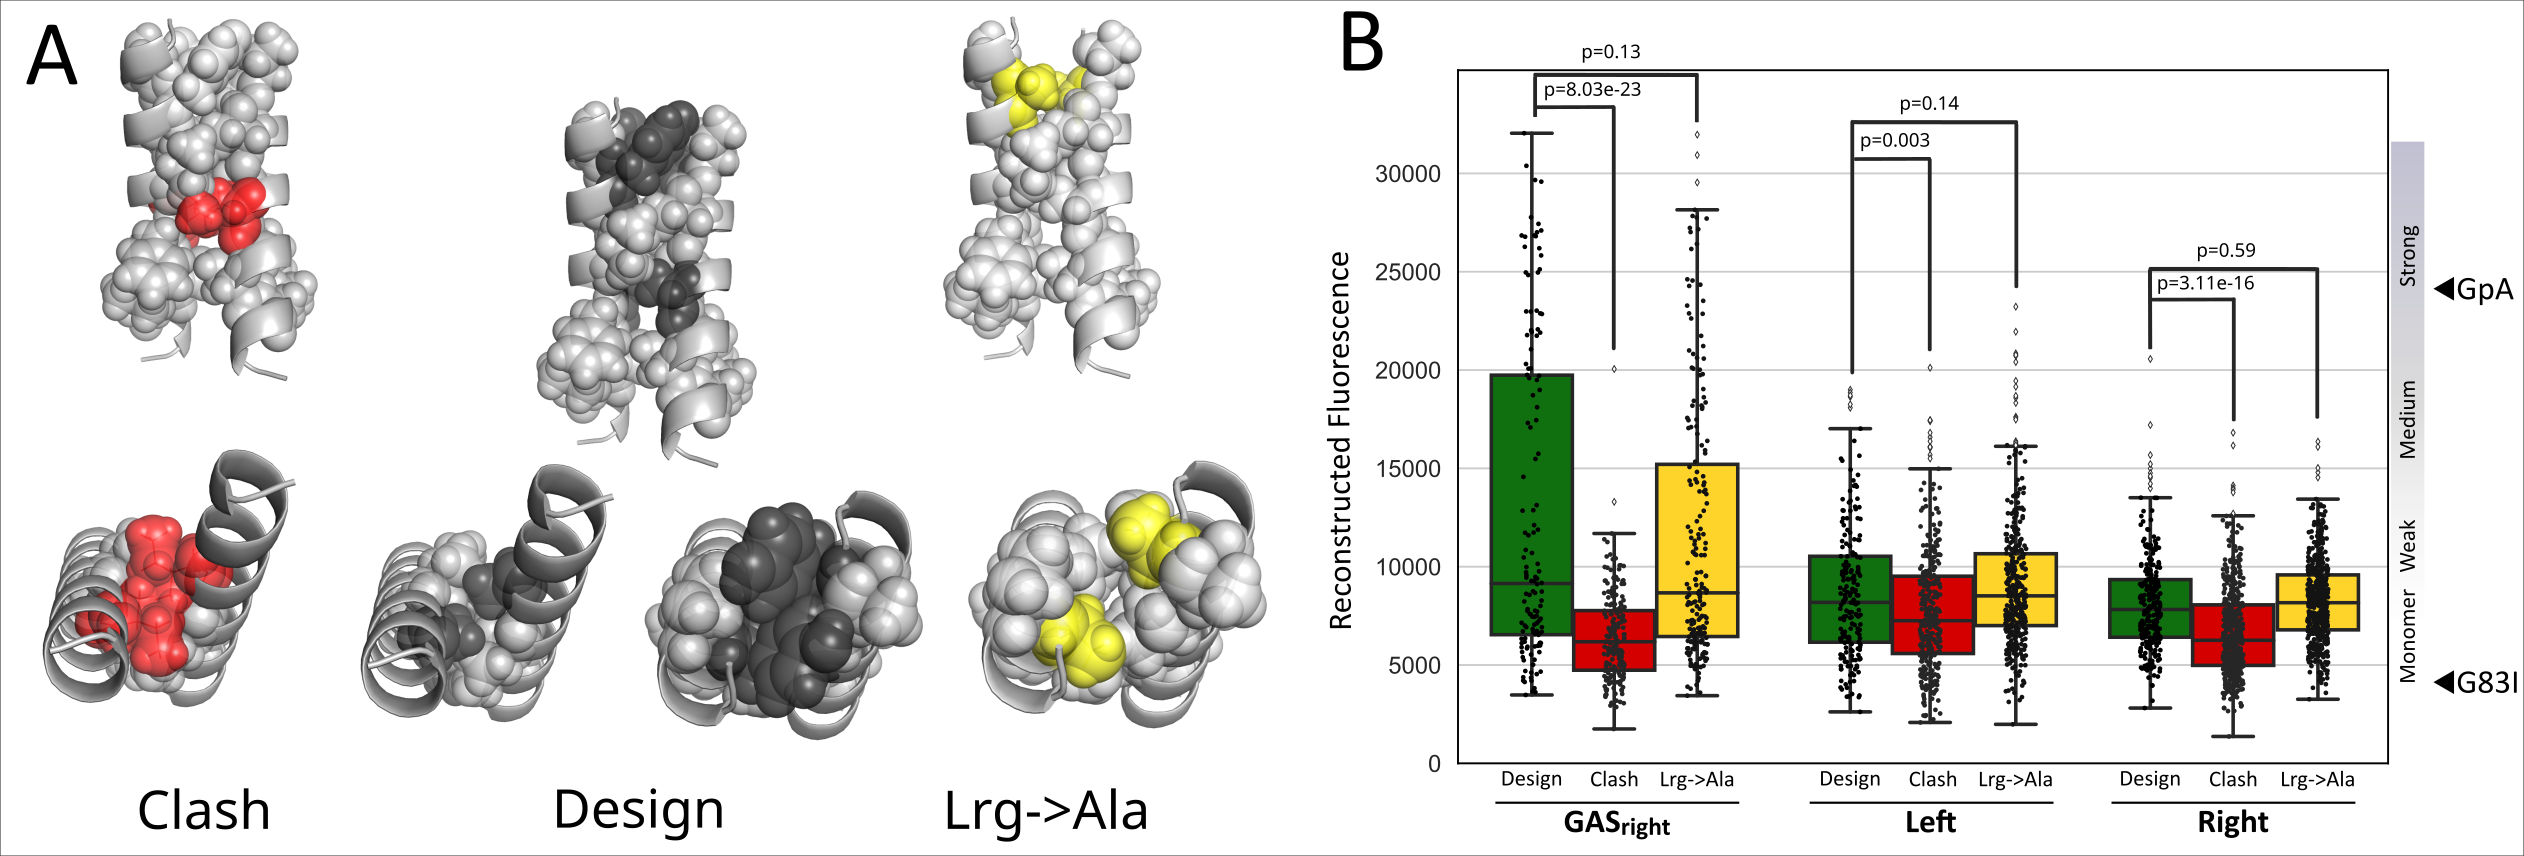 A
Clash
Design
Lrg->Ala
B
p=0.13
p=8.03e-23
p=0.14
p=0.003
p=0.59
p=3.11e-16
Reconstructed Fluorescence
30000
25000
20000
15000
10000
5000
0
Strong
Medium
Weak
Monomer
GpA
G83I
Design Clash Lrg->Ala
Design Clash Lrg->Ala
Design Clash Lrg->Ala
GASright
Left
Right